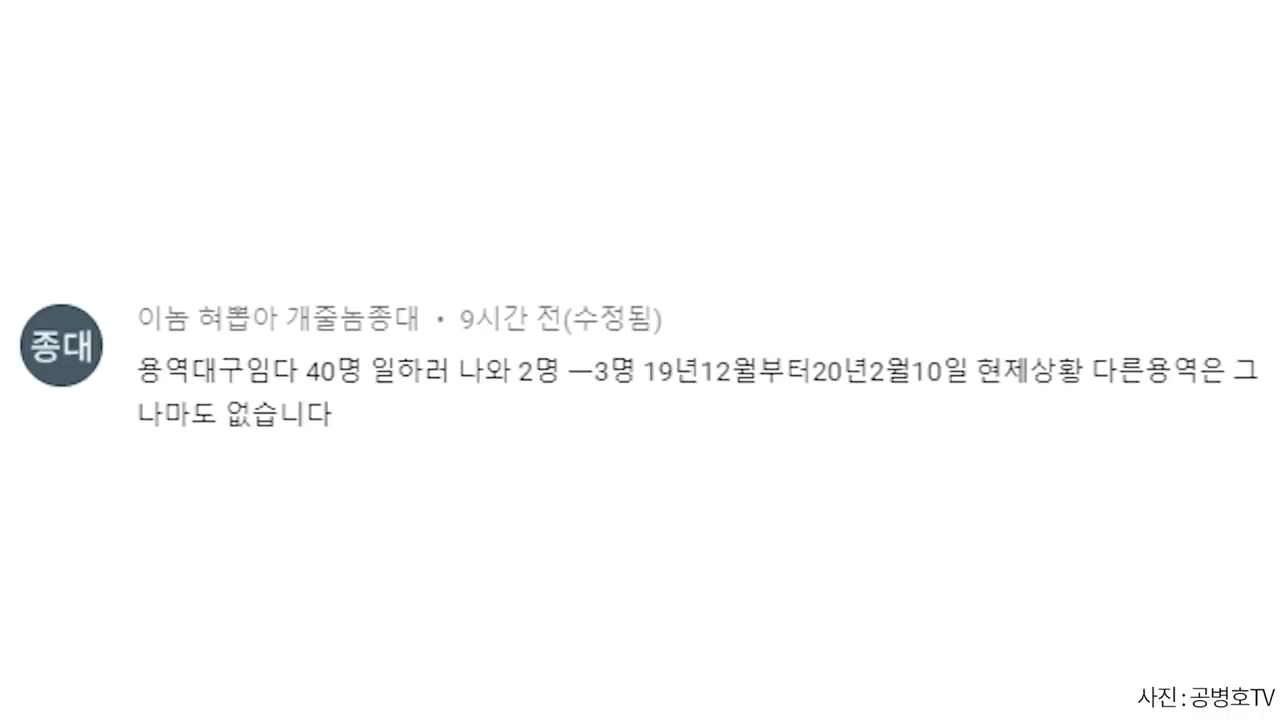 종대
이놈 혀뽑아 개줄놈종대 • 9시간 전(수정됨)
용역대구임다 40명 일하러 나와 2명 ㅡ3명 19년12월부터20년2월10일 현제상황 다른용역은 그
나마도 없습니다
사진 : 공병호TV